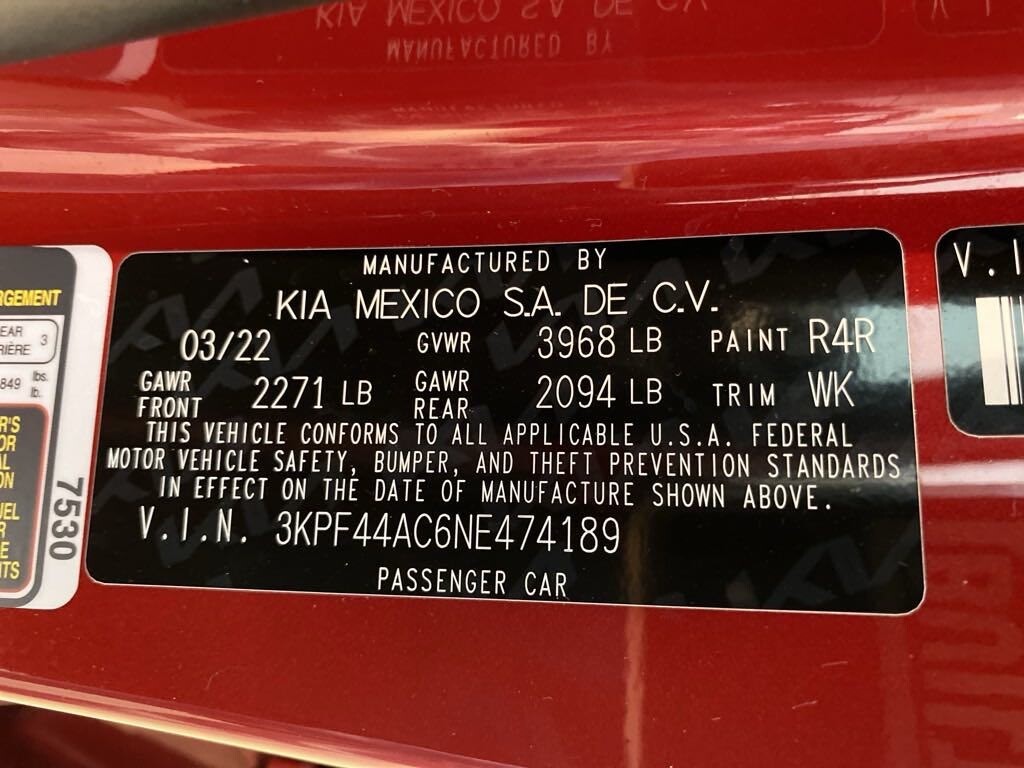 KIA MEXICO S.A. DE C.V.
MANUFACTURED BY
MANUFACTURED BY
KIA MEXICO S.A. DE C.V.
03/22 GVWR 3968 LB PAINT R4R
GAWR FRONT 2271 LB GAWR REAR 2094 LB TRIM WK
THIS VEHICLE CONFORMS TO ALL APPLICABLE U.S.A. FEDERAL
MOTOR VEHICLE SAFETY, BUMPER, AND THEFT PREVENTION STANDARDS
IN EFFECT ON THE DATE OF MANUFACTURE SHOWN ABOVE.
V.I.N. 3KPF44AC6NE474189
PASSENGER CAR
RGEMENT
EAR
RIÈRE 3
849 lbs.
lb.
7530
V.I